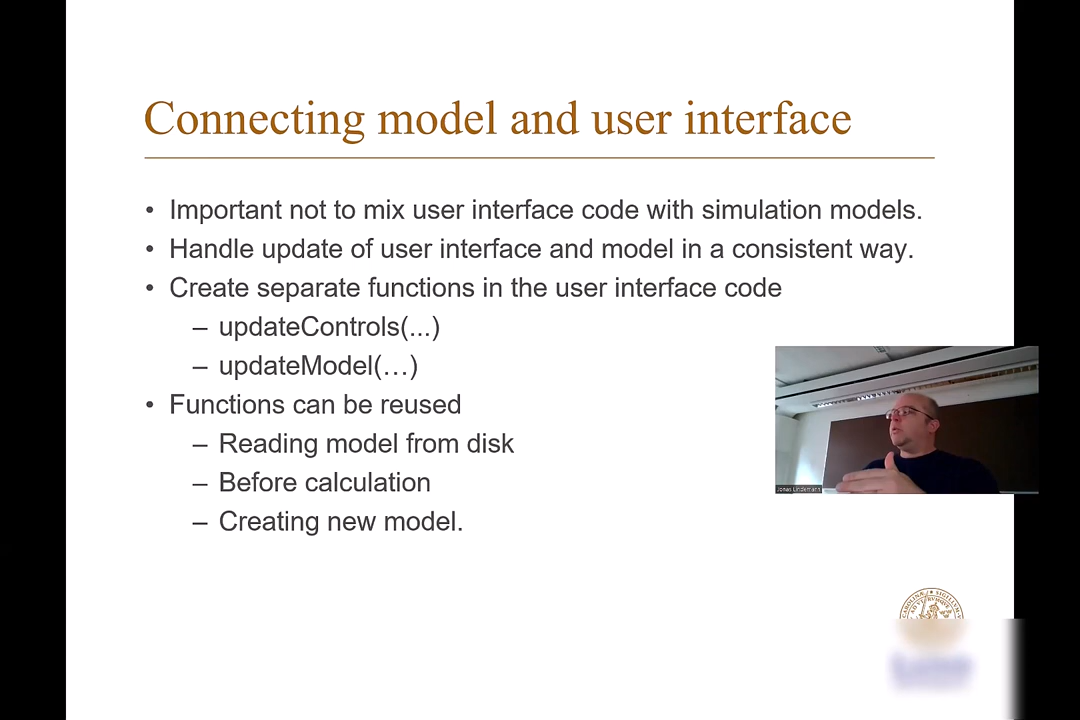 Connecting model and user interface
• Important not to mix user interface code with simulation models.
• Handle update of user interface and model in a consistent way.
• Create separate functions in the user interface code
– updateControls(...)
– updateModel(…)
• Functions can be reused
– Reading model from disk
– Before calculation
– Creating new model.
Jonas Lindemann